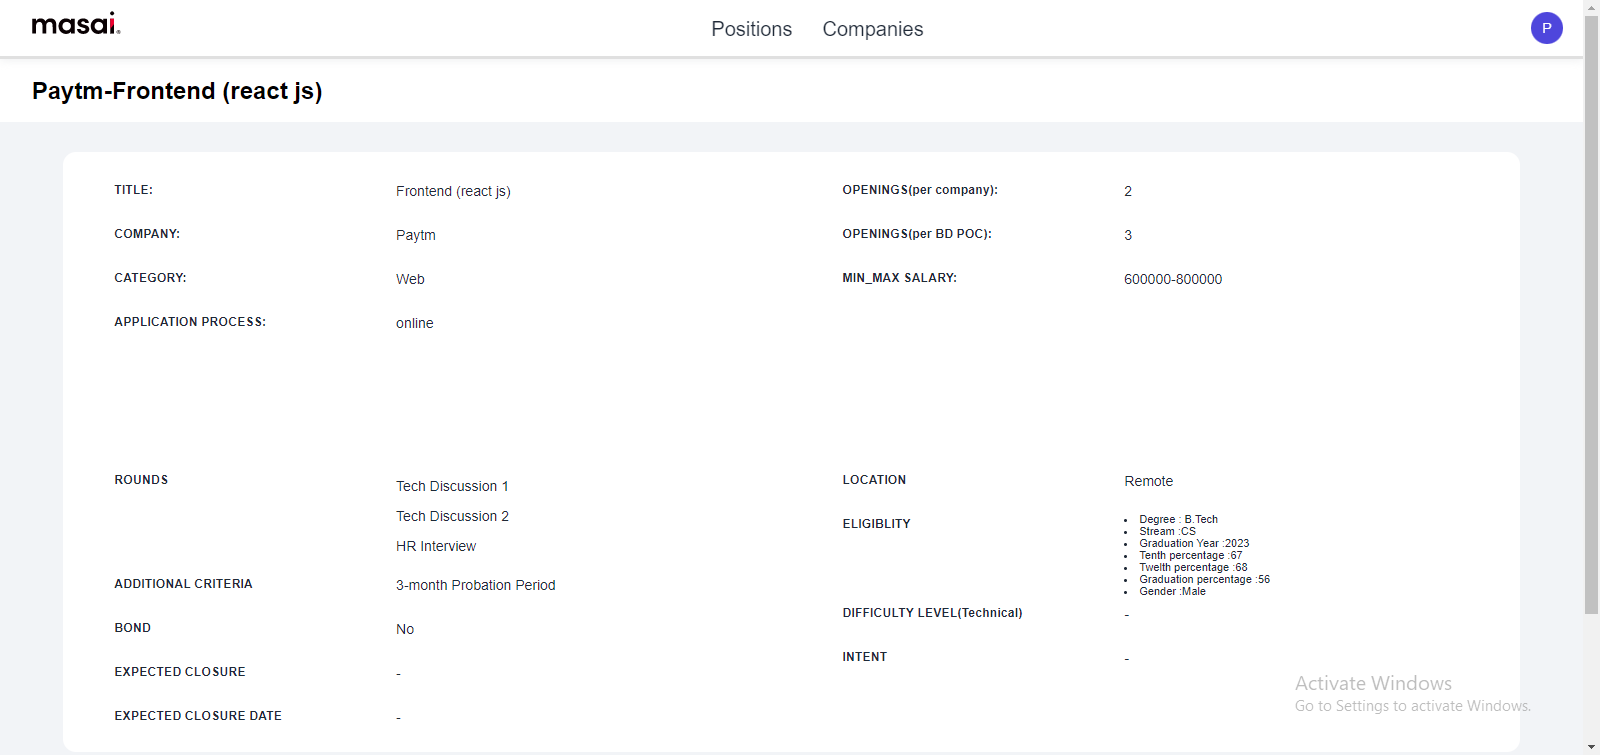 masai.
Positions Companies
P
Paytm-Frontend (react js)
TITLE: Frontend (react js)
COMPANY: Paytm
CATEGORY: Web
APPLICATION PROCESS: online
OPENINGS(per company): 2
OPENINGS(per BD POC): 3
MIN_MAX SALARY: 600000-800000
ROUNDS
Tech Discussion 1
Tech Discussion 2
HR Interview
ADDITIONAL CRITERIA 3-month Probation Period
BOND No
EXPECTED CLOSURE -
EXPECTED CLOSURE DATE -
LOCATION Remote
ELIGIBLITY
• Degree : B.Tech
• Stream :CS
• Graduation Year :2023
• Tenth percentage :67
• Twelth percentage :68
• Graduation percentage :56
• Gender :Male
DIFFICULTY LEVEL(Technical) -
INTENT -
Activate Windows
Go to Settings to activate Windows.